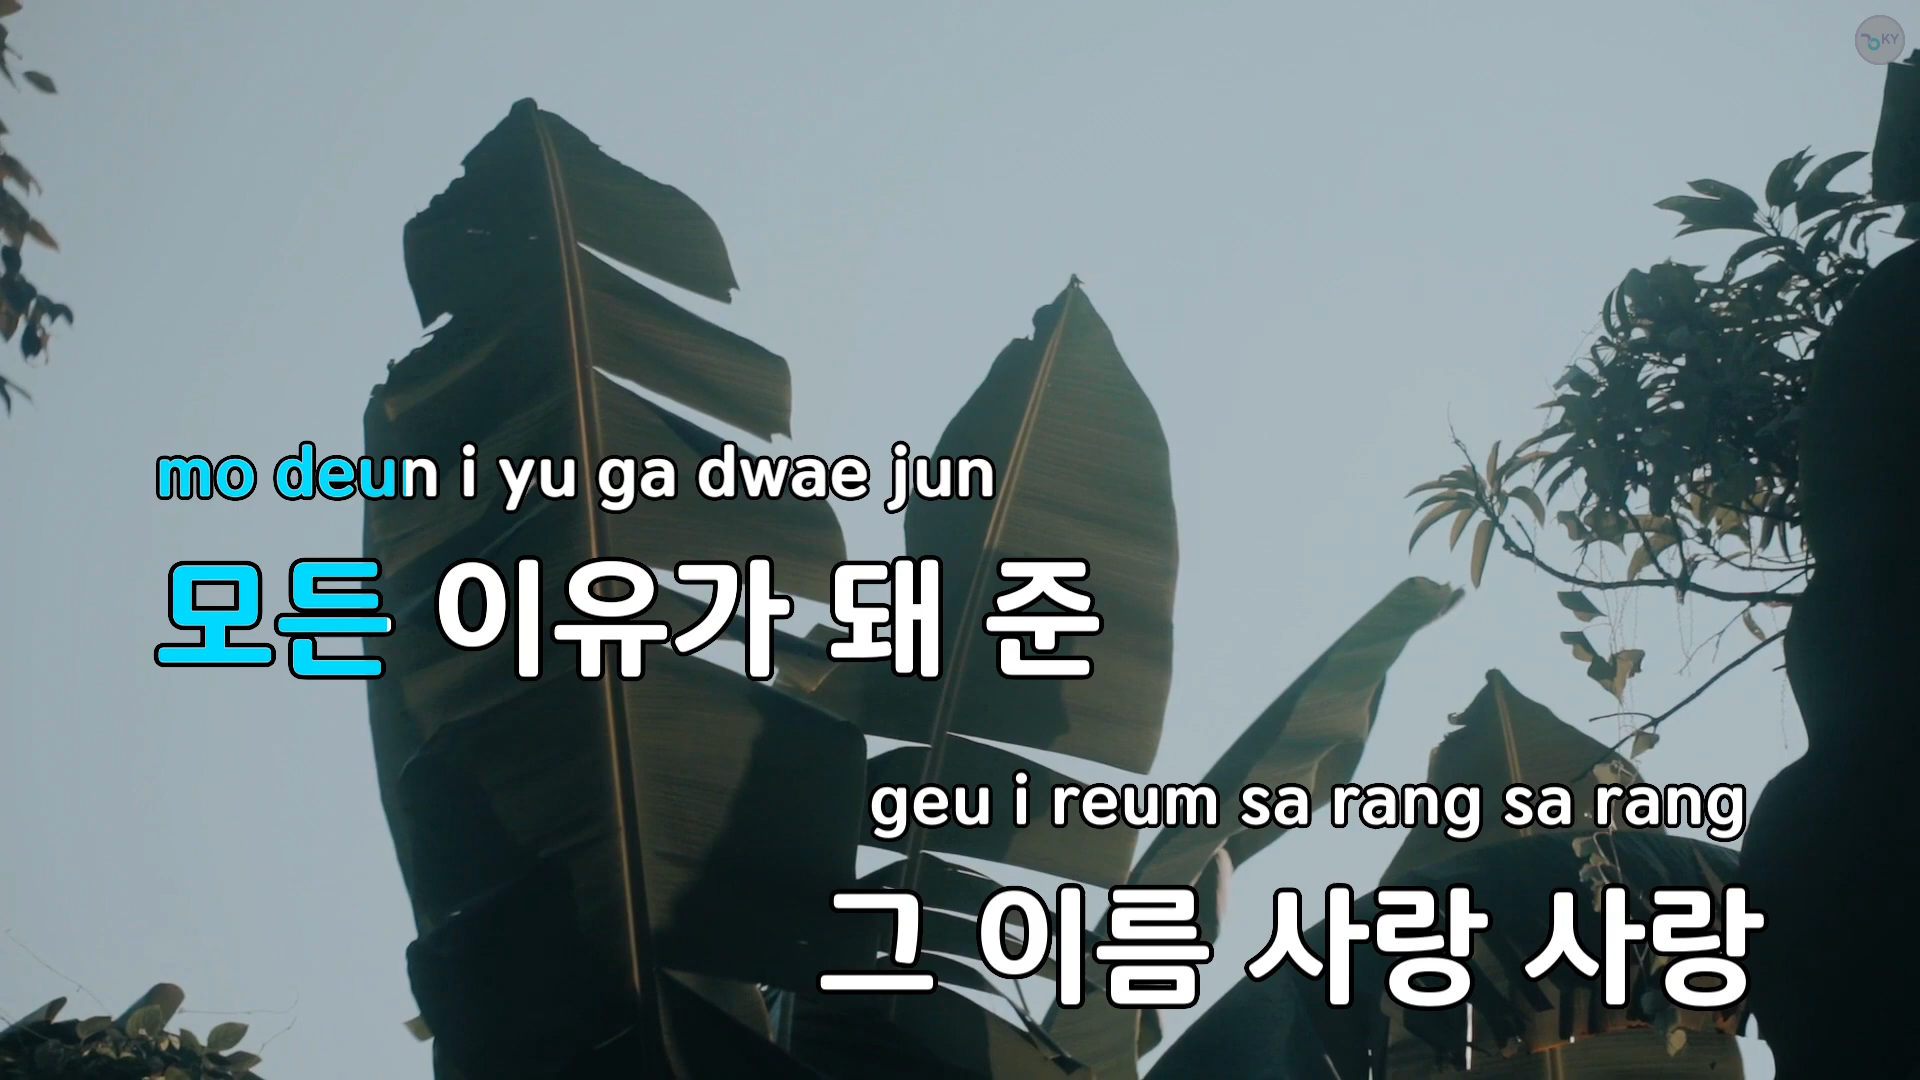 KY
mo deun i yu ga dwae jun
모든 이유가 돼 준
geu i reum sa rang sa rang
그 이름 사랑 사랑